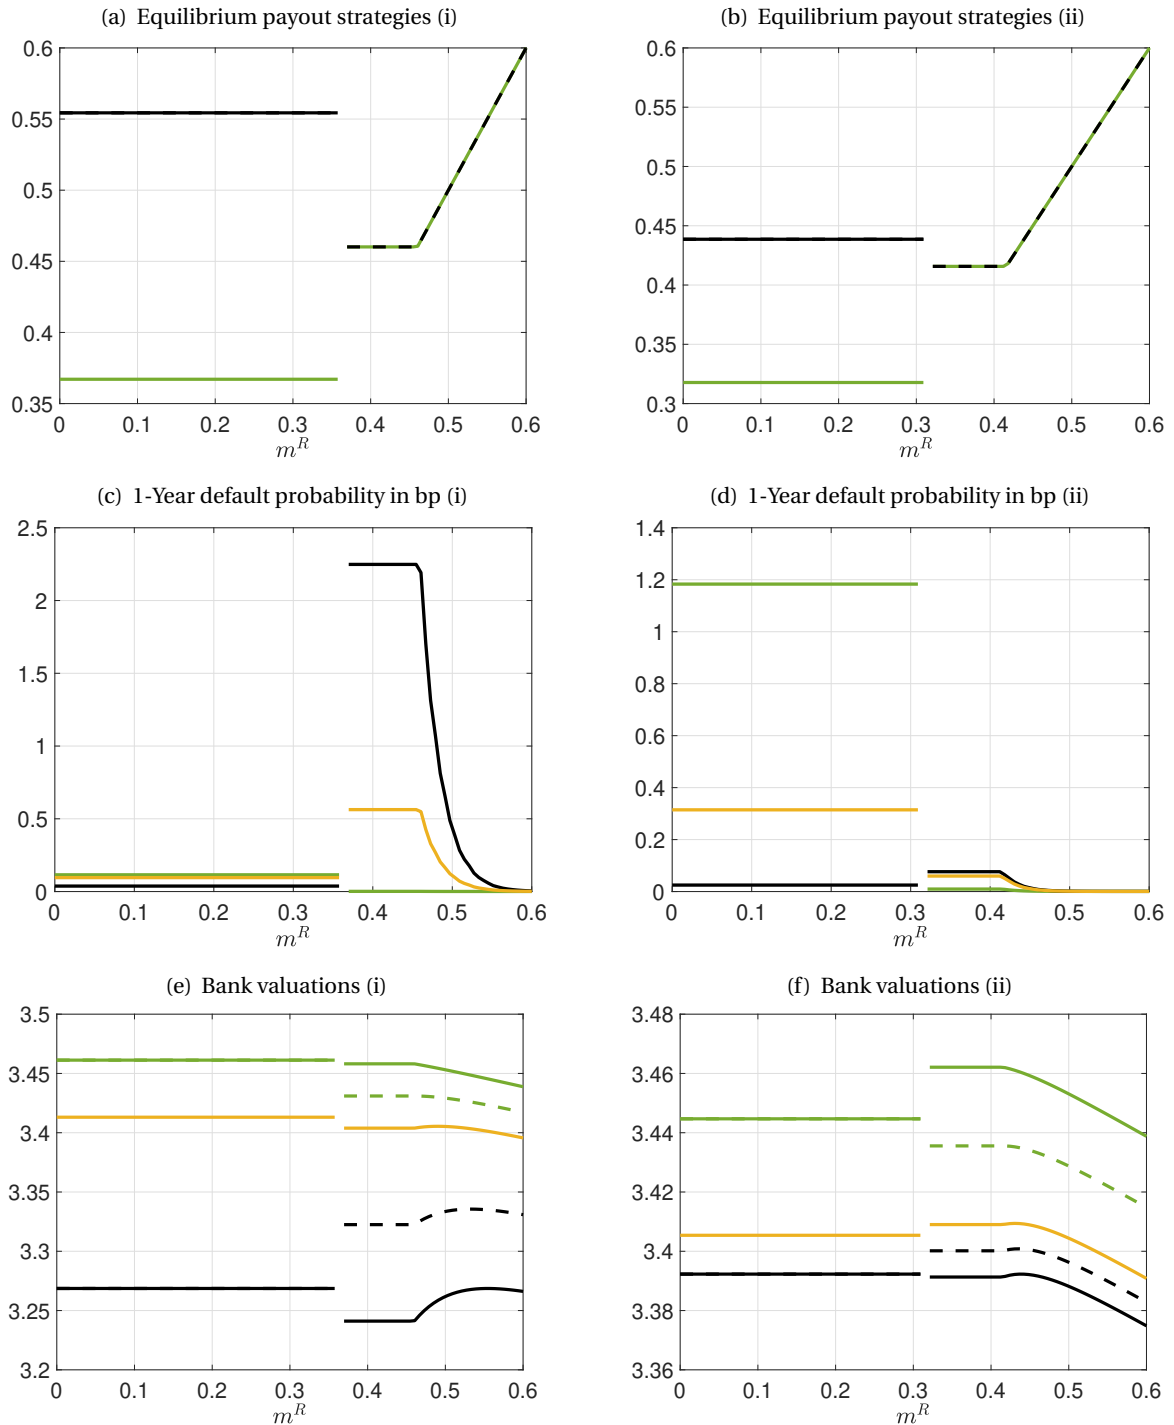 (a) Equilibrium payout strategies (i)
0.6
0.55
0.5
0.45
0.4
0.35
0 0.1 0.2 0.3 0.4 0.5 0.6
m^R
(b) Equilibrium payout strategies (ii)
0.6
0.55
0.5
0.45
0.4
0.35
0.3
0 0.1 0.2 0.3 0.4 0.5 0.6
m^R
(c) 1-Year default probability in bp (i)
2.5
2
1.5
1
0.5
0
0 0.1 0.2 0.3 0.4 0.5 0.6
m^R
(d) 1-Year default probability in bp (ii)
1.4
1.2
1
0.8
0.6
0.4
0.2
0
0 0.1 0.2 0.3 0.4 0.5 0.6
m^R
(e) Bank valuations (i)
3.5
3.45
3.4
3.35
3.3
3.25
3.2
0 0.1 0.2 0.3 0.4 0.5 0.6
m^R
(f) Bank valuations (ii)
3.48
3.46
3.44
3.42
3.4
3.38
3.36
0 0.1 0.2 0.3 0.4 0.5 0.6
m^R